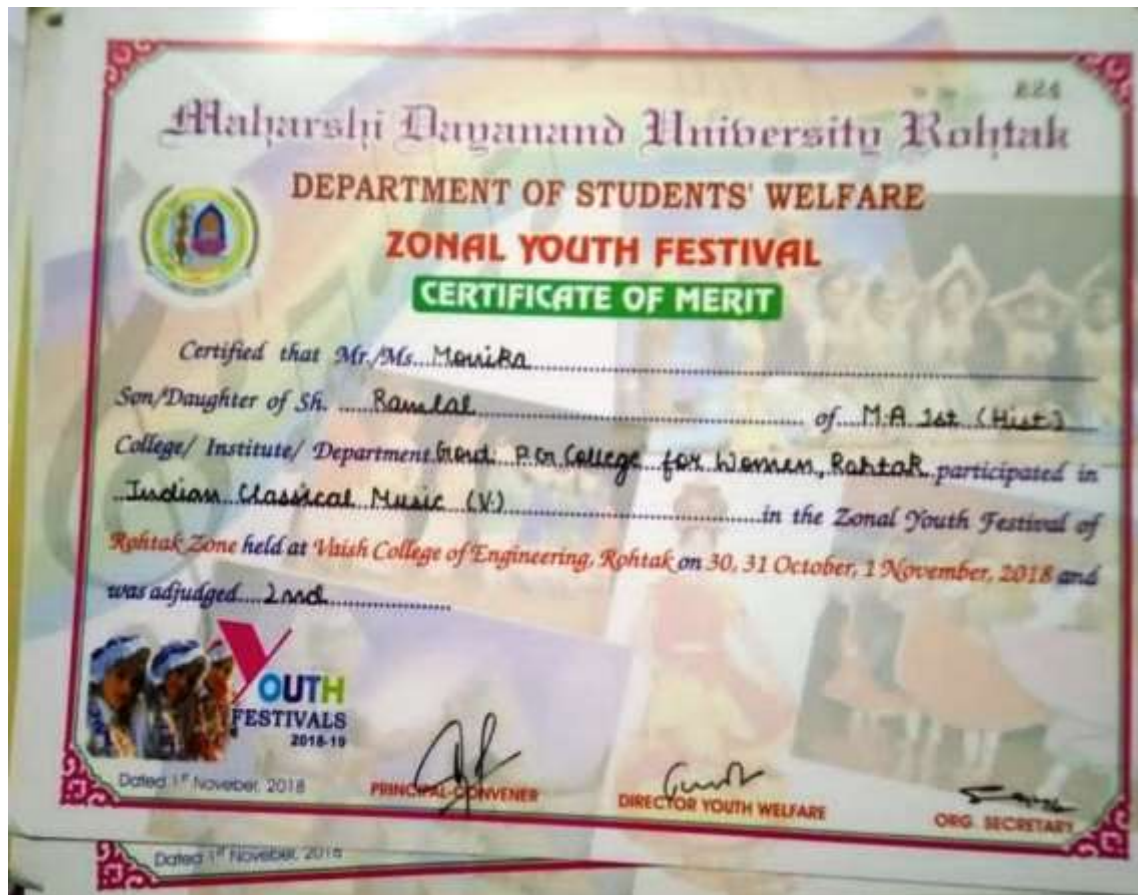 224
Maharshi Dayanand University Rohtak
DEPARTMENT OF STUDENTS' WELFARE
ZONAL YOUTH FESTIVAL
CERTIFICATE OF MERIT
Certified that Mr./Ms. Monika
Son/Daughter of Sh. Ramlal of M.A 1st (Hist.)
College/ Institute/ Department Govt. P.G. College for Women, Rohtak participated in
Indian Classical Music (V.) in the Zonal Youth Festival of
Rohtak Zone held at Vaish College of Engineering, Rohtak on 30, 31 October, 1 November, 2018 and
was adjudged 2nd
YOUTH
FESTIVALS
2018-19
Dated 1st Noveber, 2018
PRINCIPAL-CONVENER
DIRECTOR YOUTH WELFARE
ORG. SECRETARY
Dated 1st Noveber, 2018